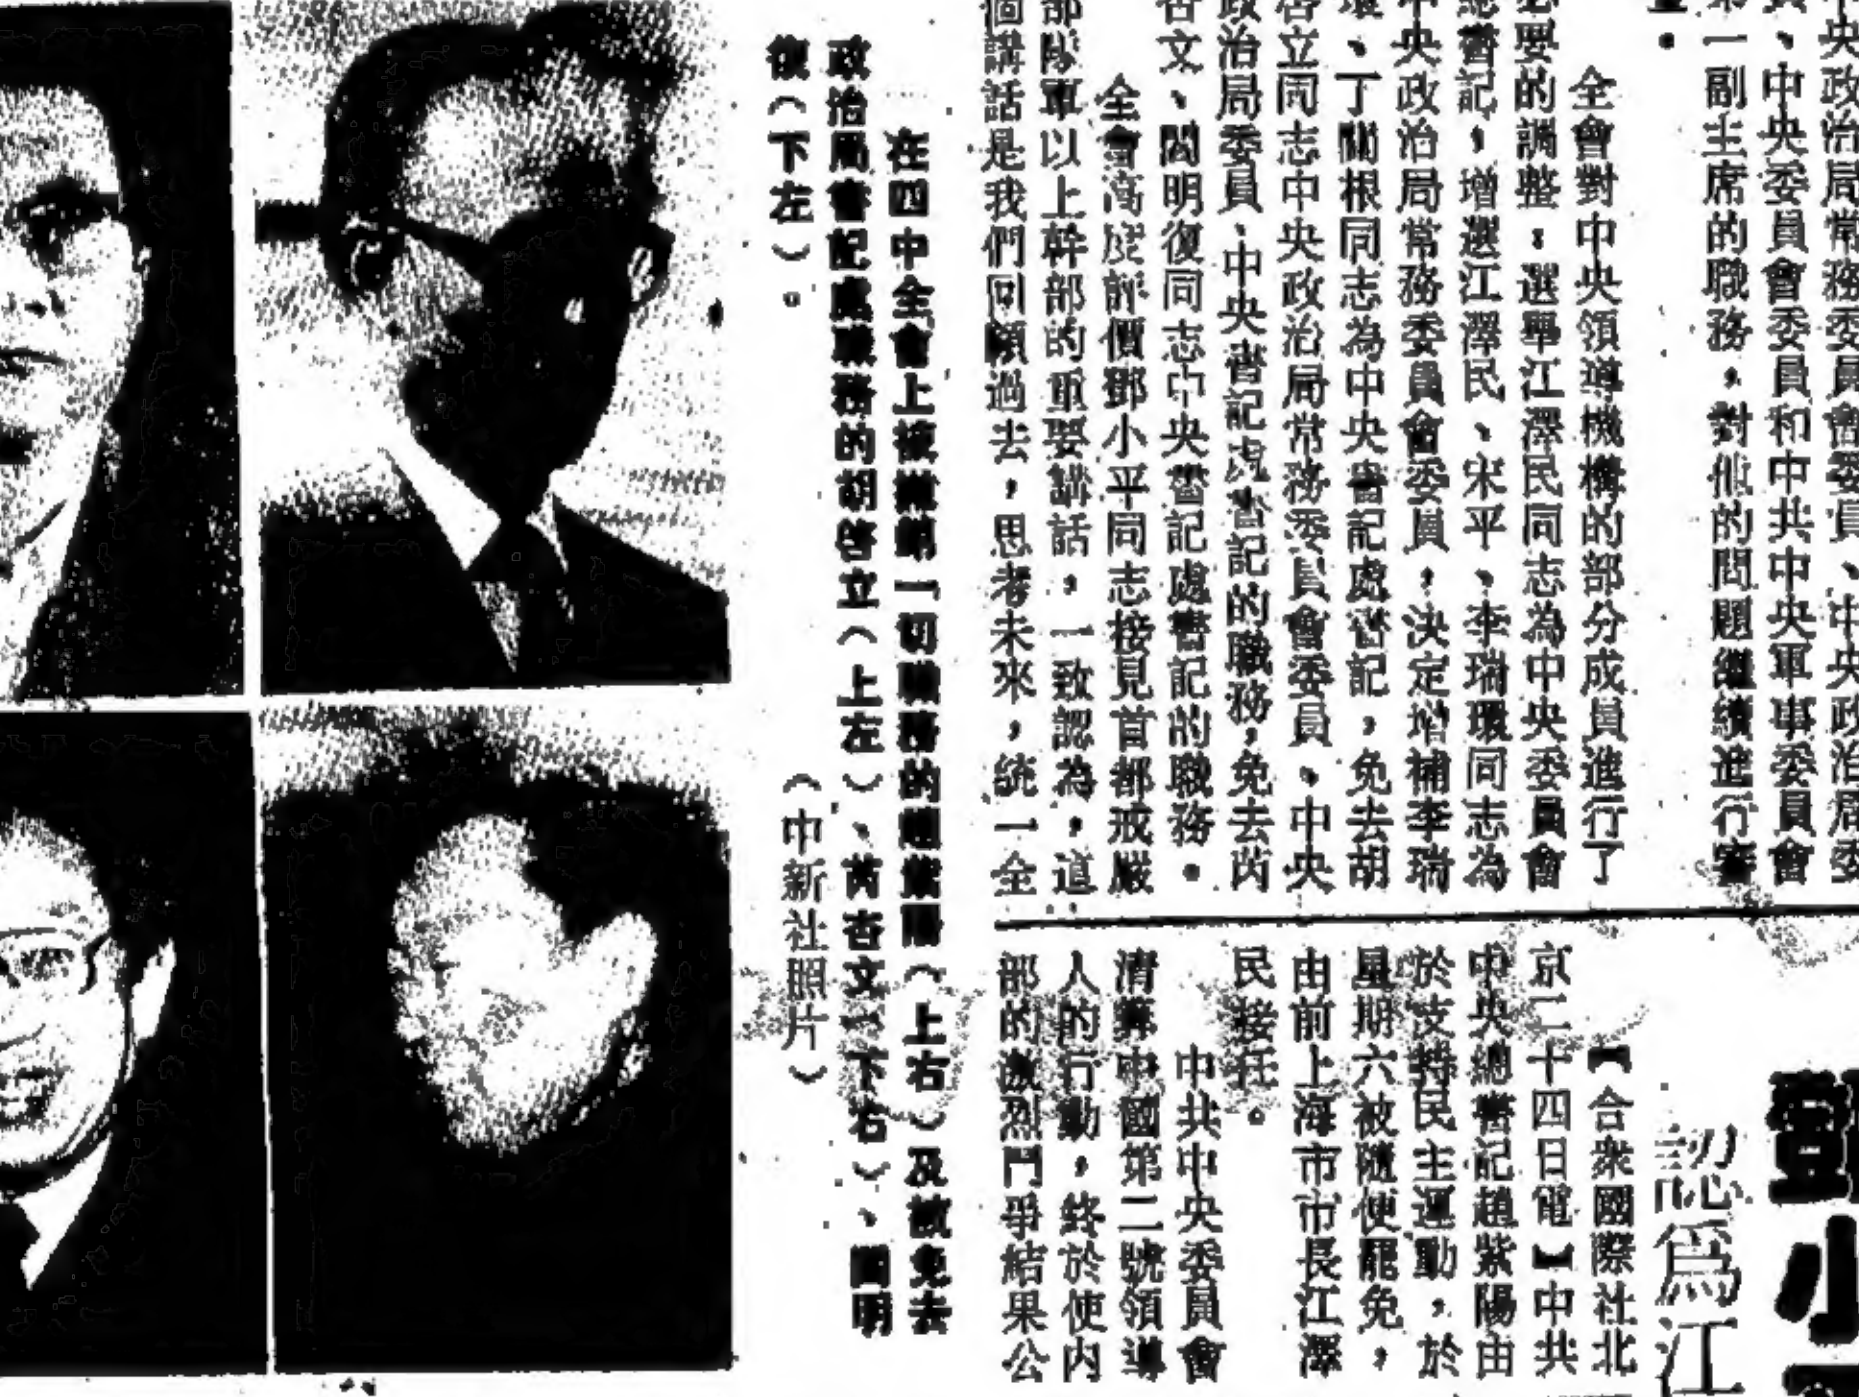 中央政治局常務委員會委員、中央政治局委
員、中央委員會委員和中共中央軍事委員會
第一副主席的職務，對他的問題繼續進行審
全會對中央領導機構的部分成員進行了
必要的調整：選舉江澤民同志為中央委員會
總書記，增選江澤民、宋平、李瑞環同志為
中央政治局常務委員會委員，決定增補李瑞
環、丁關根同志為中央書記處書記，免去胡
啓立同志中央政治局常務委員會委員、中央
政治局委員、中央書記處書記的職務，免去芮
杏文、閻明復同志中央書記處書記的職務。
全會高度評價鄧小平同志接見首都戒嚴
部隊軍以上幹部的重要講話，一致認為，這
個講話是我們回顧過去，思考未來，統一全
鄧小
認爲江
【合衆國際社北
京二十四日電】中共
中央總書記趙紫陽由
於支持民主運動，於
星期六被隨便罷免，
由前上海市市長江澤
民接任。
中共中央委員會
清算中國第二號領導
人的行動，終於使内
部的激烈鬥爭結果公
在四中全會上被撤銷一切職務的趙紫陽（上右）及被免去
政治局書記處職務的胡啓立（上左）、芮杏文（下右）、閻明
復（下左）。
（中新社照片）